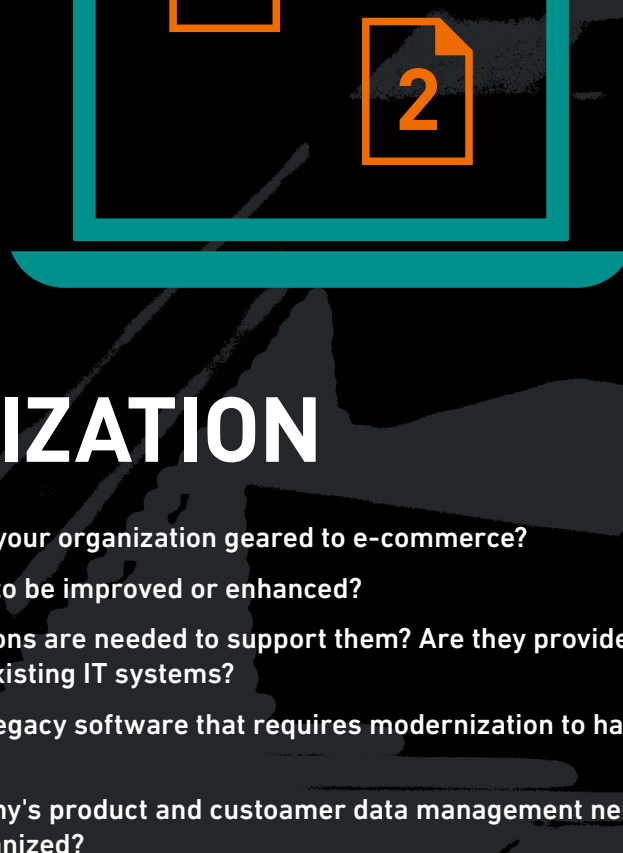 2
IZATION
your organization geared to e-commerce?
to be improved or enhanced?
ons are needed to support them? Are they provide
xisting IT systems?
egacy software that requires modernization to ha
ny's product and custoamer data management ne
nized?